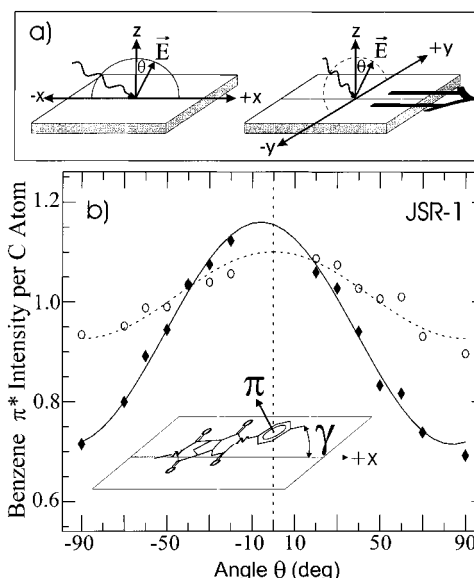 a)
z
θ
E
-x
+x
z
θ
E
+y
-y
b)
JSR-1
Benzene π* Intensity per C Atom
1.2
1.0
0.8
0.6
π
γ
+x
-90
-50
-10
10
50
90
Angle θ (deg)